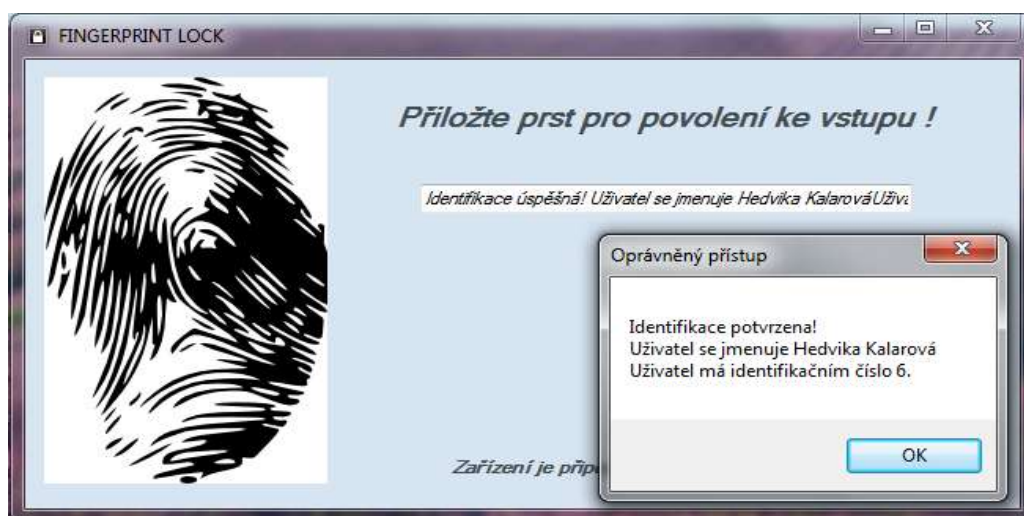 FINGERPRINT LOCK
Přiložte prst pro povolení ke vstupu !
Identifikace úspěšná! Uživatel se jmenuje Hedvika Kalarová
Oprávněný přístup
Identifikace potvrzena!
Uživatel se jmenuje Hedvika Kalarová
Uživatel má identifikačním číslo 6.
OK
Zařízení je